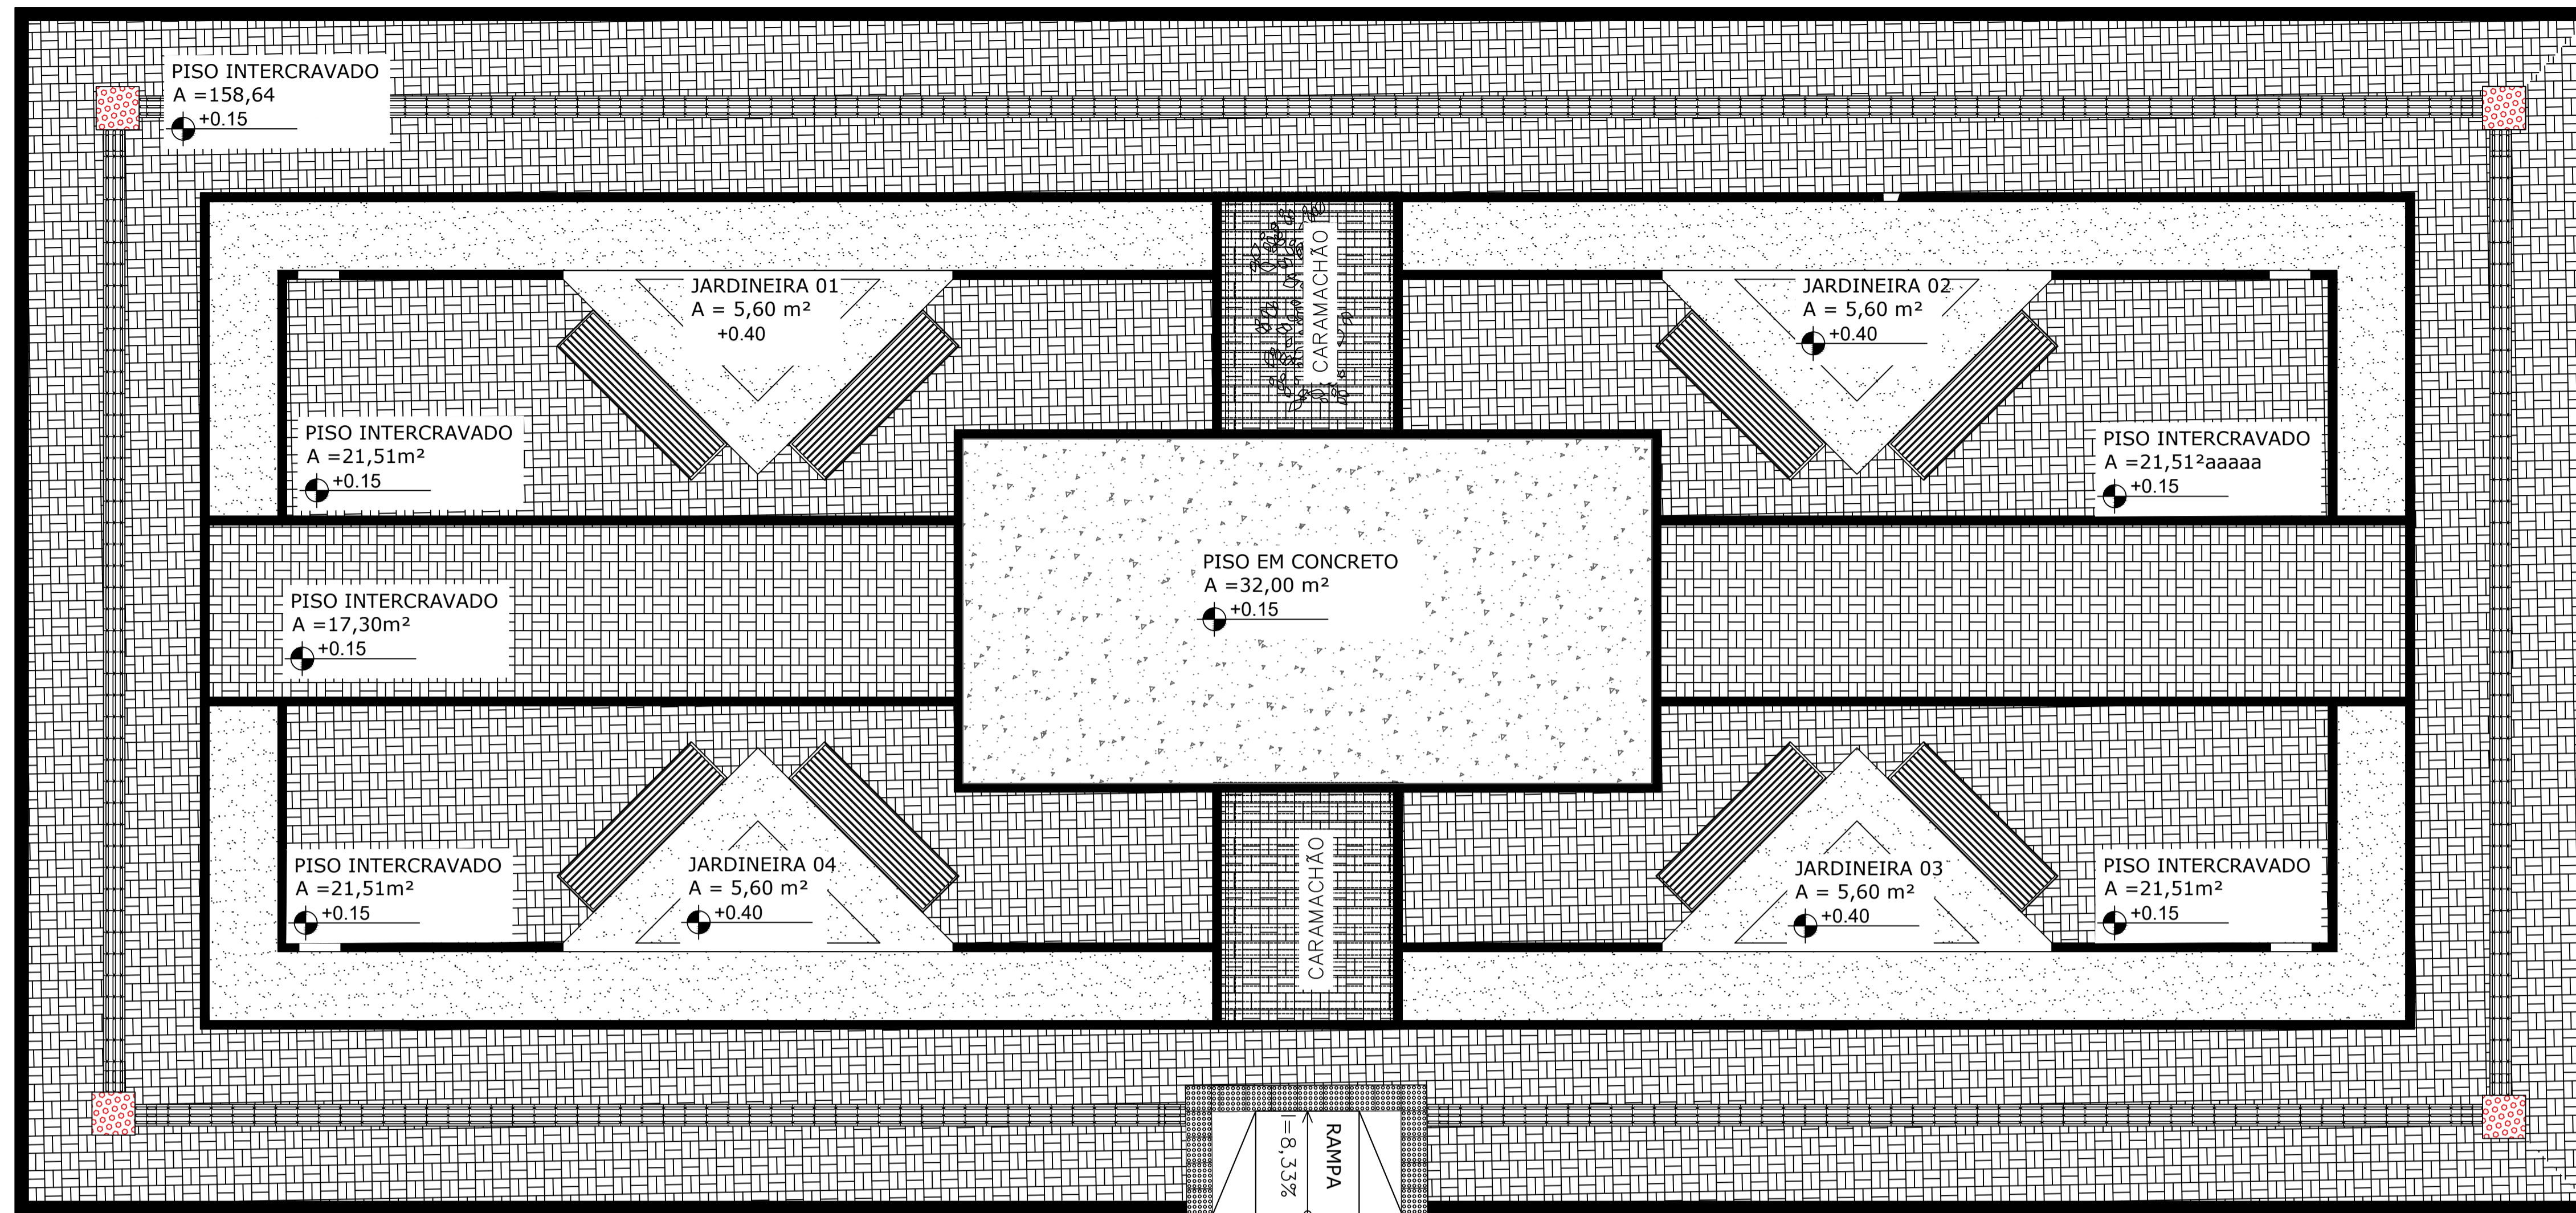 PISO INTERCRAVADO
A =158,64
+0.15
JARDINEIRA 01
A = 5,60 m²
+0.40
CARAMACHÃO
JARDINEIRA 02
A = 5,60 m²
+0.40
PISO INTERCRAVADO
A =21,51m²
+0.15
PISO INTERCRAVADO
A =21,51²aaaaa
+0.15
PISO EM CONCRETO
A =32,00 m²
+0.15
PISO INTERCRAVADO
A =17,30m²
+0.15
PISO INTERCRAVADO
A =21,51m²
+0.15
JARDINEIRA 04
A = 5,60 m²
+0.40
CARAMACHÃO
JARDINEIRA 03
A = 5,60 m²
+0.40
PISO INTERCRAVADO
A =21,51m²
+0.15
RAMPA
I=8,33%